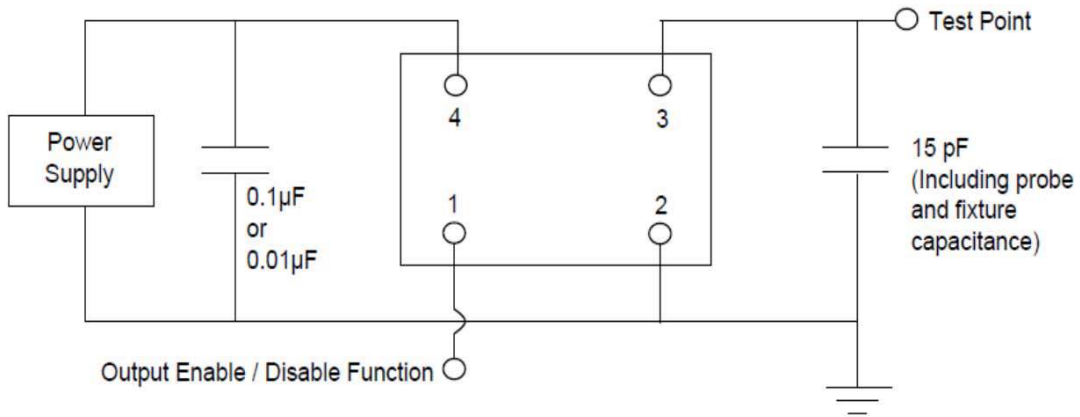 Test Point
4
3
Power
Supply
15 pF
(Including probe
and fixture
capacitance)
0.1µF
or
0.01µF
1
2
Output Enable / Disable Function